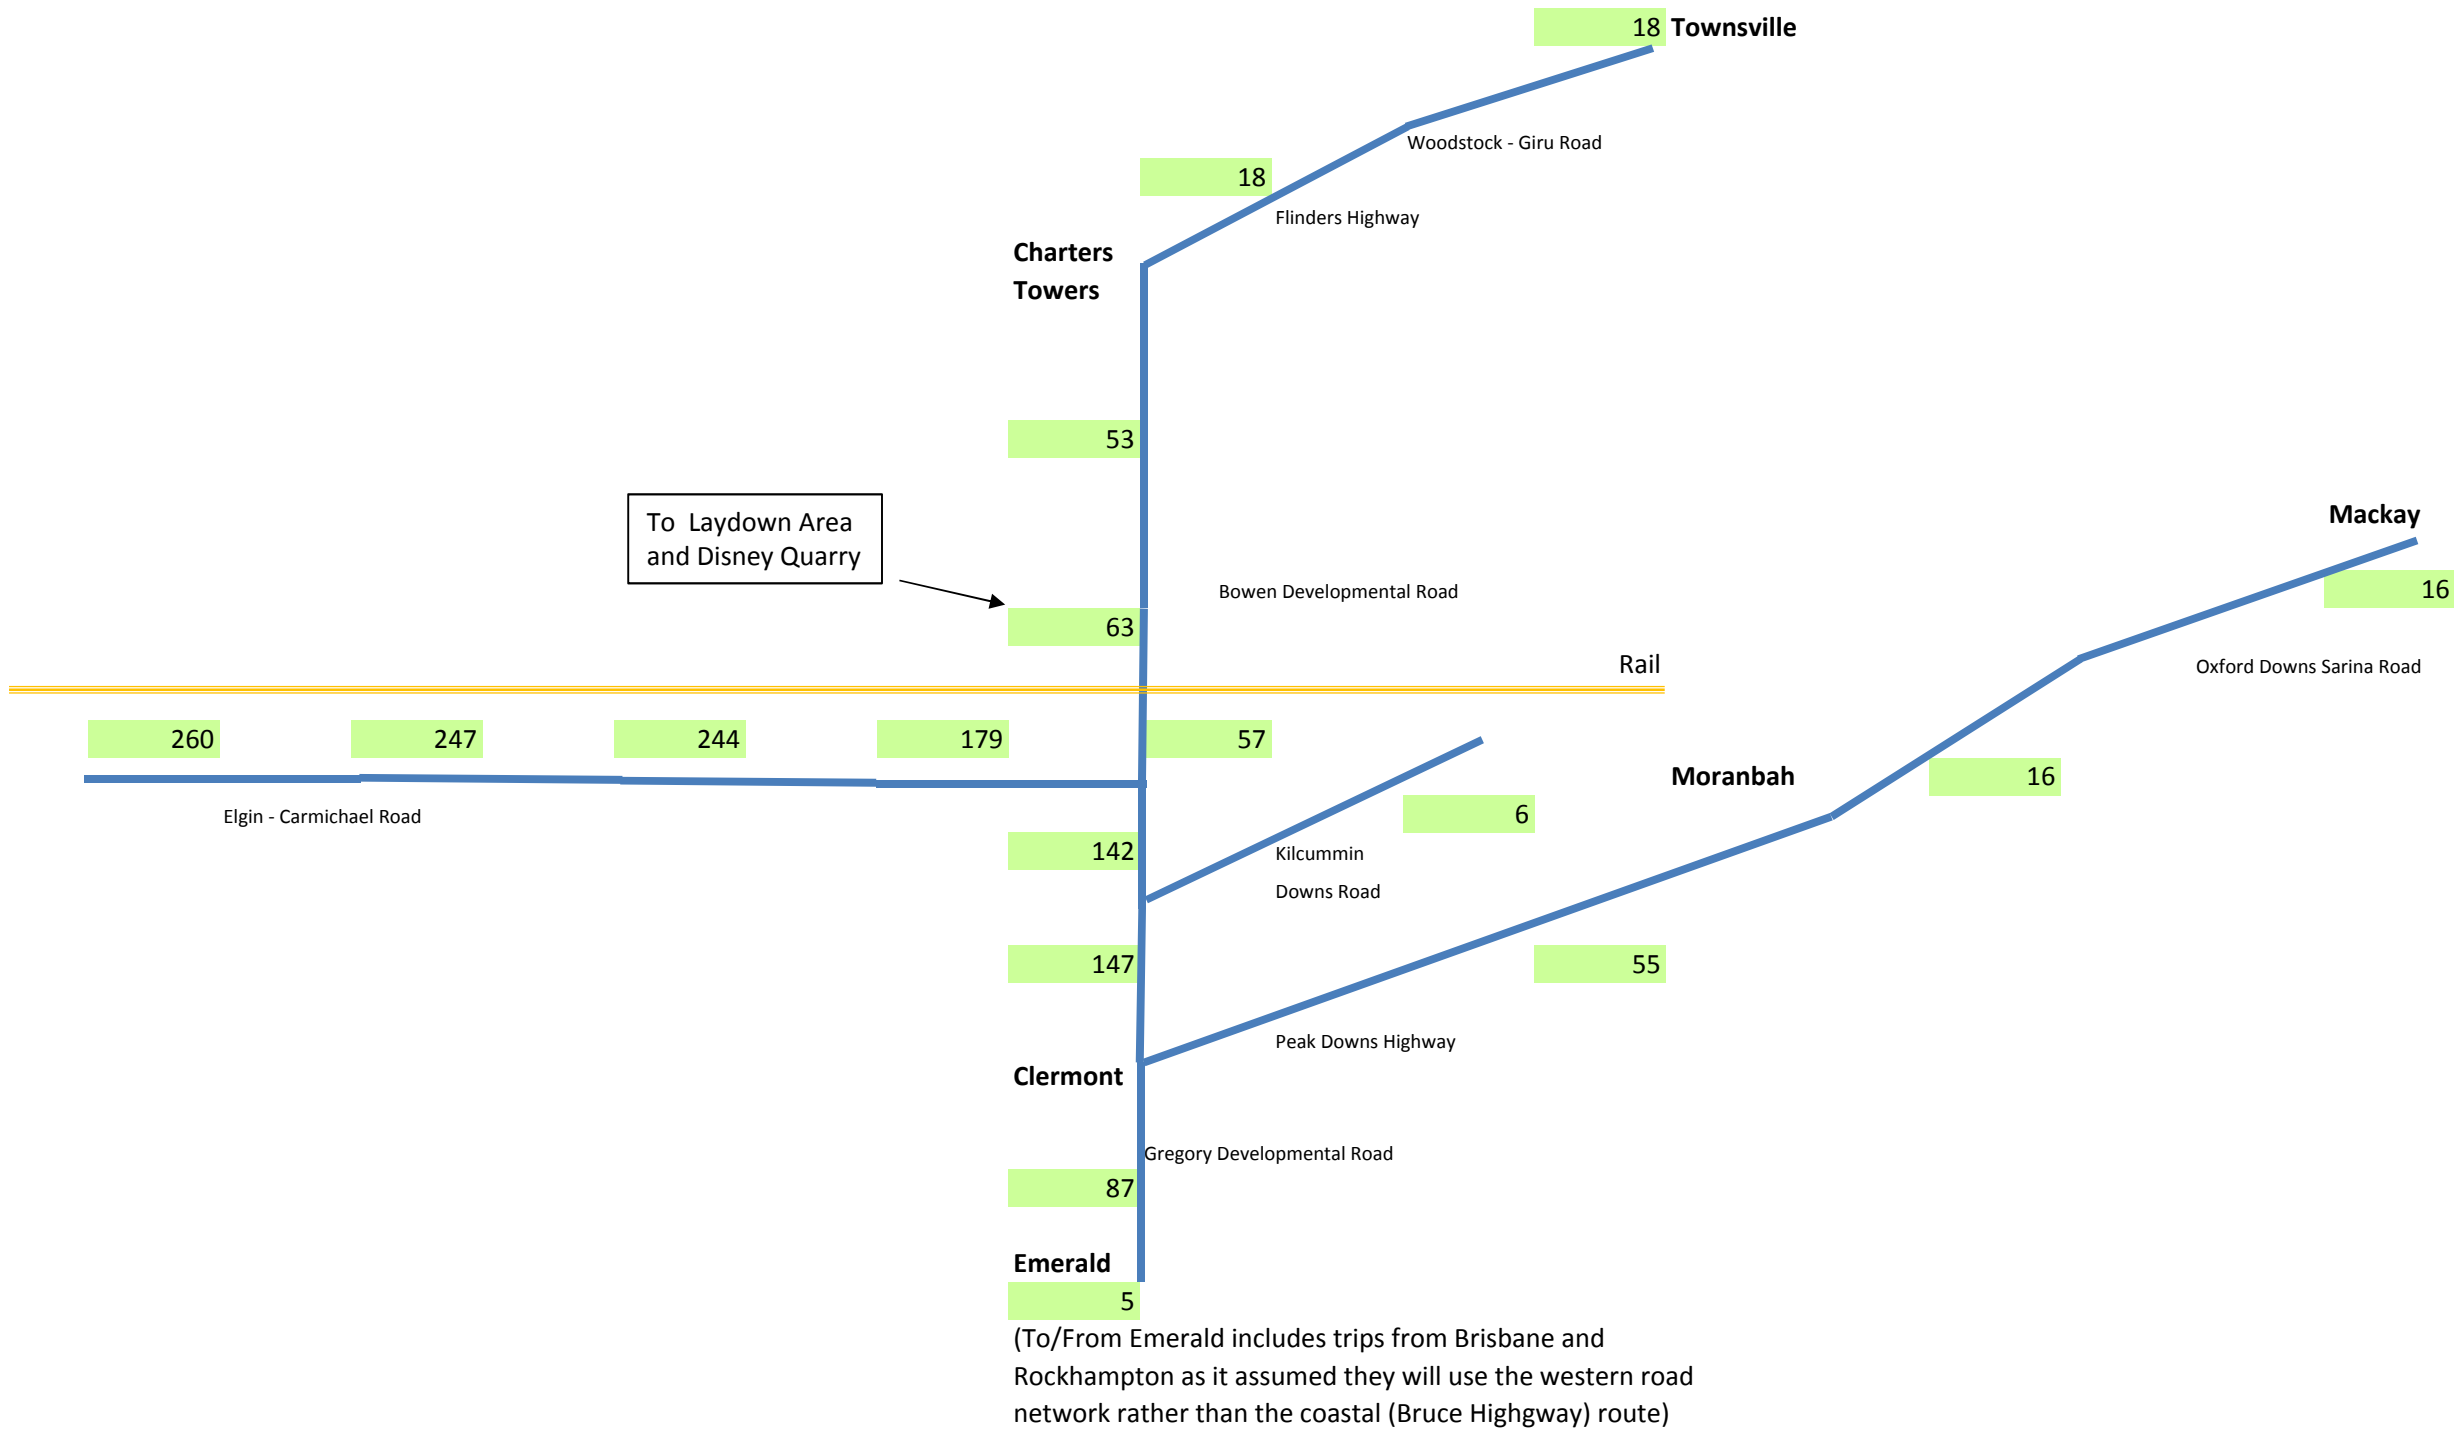 18 Townsville
Woodstock - Giru Road
18
Flinders Highway
Charters
Towers
53
To Laydown Area
and Disney Quarry
Mackay
Bowen Developmental Road
16
63
Rail
Oxford Downs Sarina Road
260 247 244 179 57
Moranbah
16
Elgin - Carmichael Road
6
142
Kilcummin
Downs Road
147
55
Peak Downs Highway
Clermont
Gregory Developmental Road
87
Emerald
5
(To/From Emerald includes trips from Brisbane and
Rockhampton as it assumed they will use the western road
network rather than the coastal (Bruce Highgway) route)